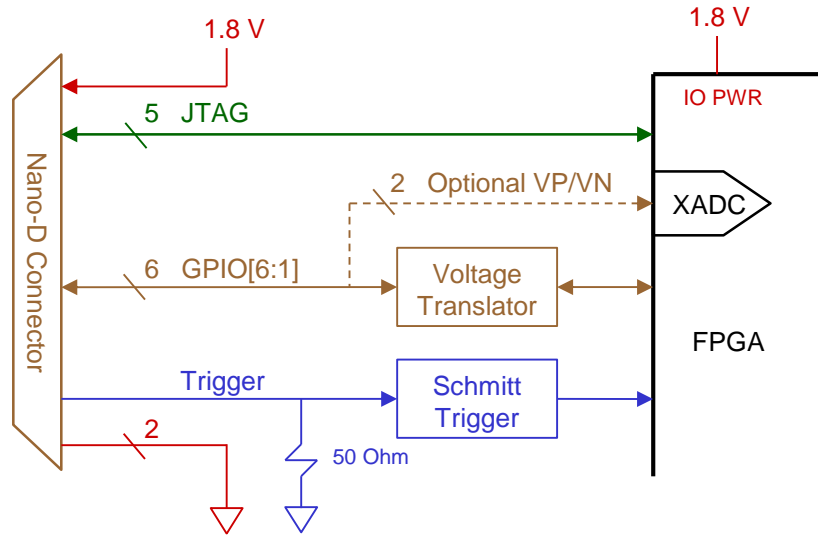 1.8 V
1.8 V
IO PWR
5 JTAG
2 Optional VP/VN
XADC
Nano-D Connector
6 GPIO[6:1]
Voltage
Translator
FPGA
Trigger
Schmitt
Trigger
2
50 Ohm